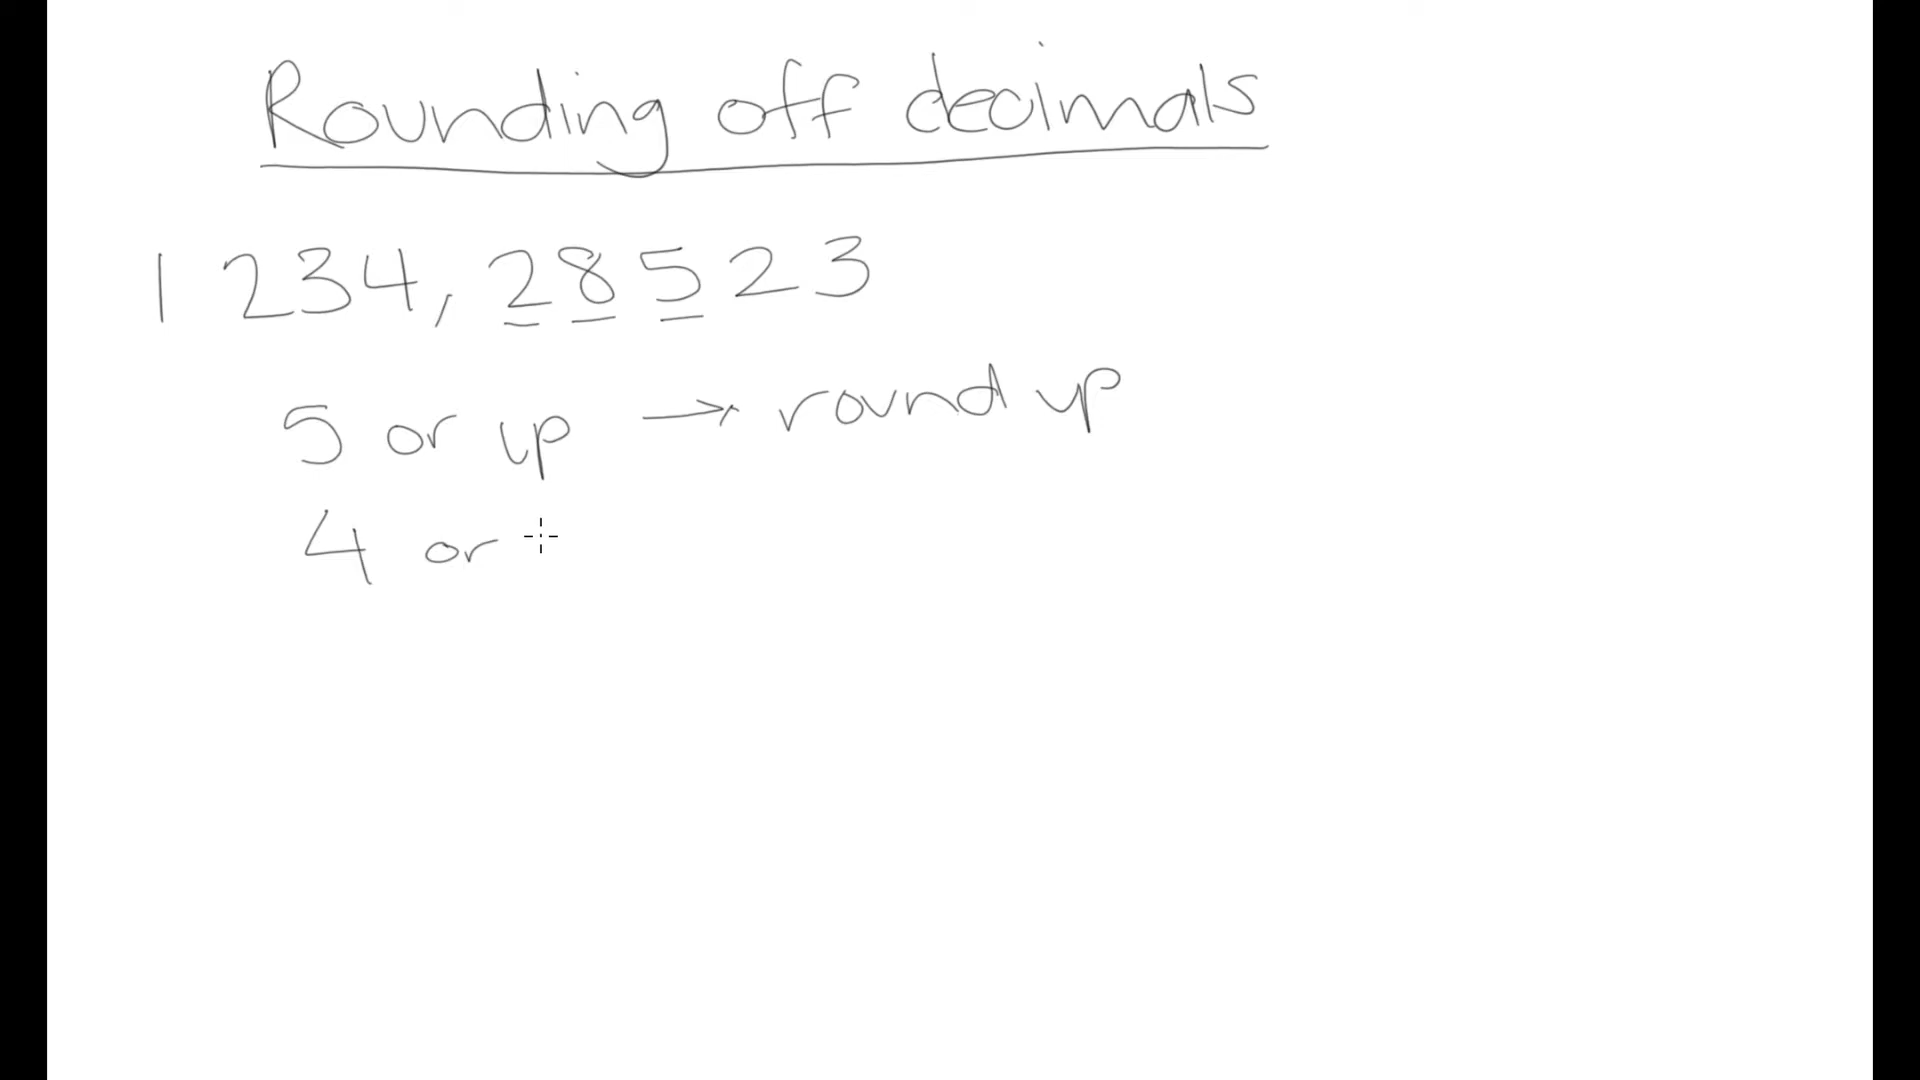 Rounding off decimals
1 234,28523
5 or up → round up
4 or